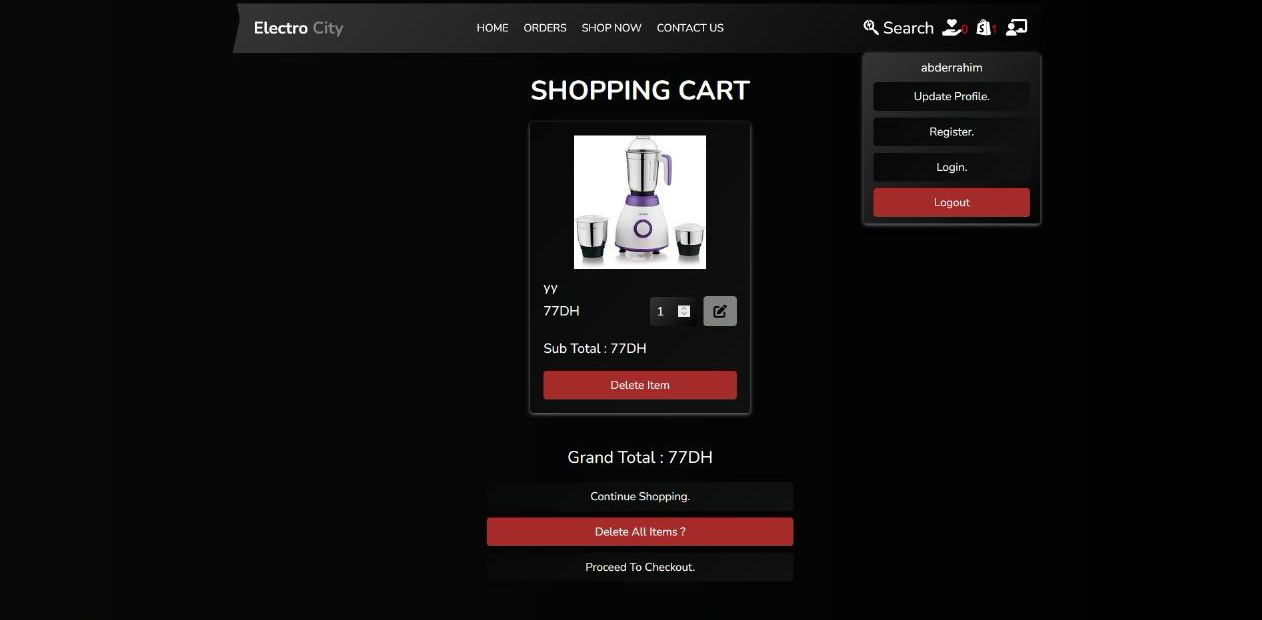 Electro City
HOME ORDERS SHOP NOW CONTACT US
Search 0 1
abderrahim
Update Profile.
Register.
Login.
Logout
SHOPPING CART
yy
77DH
1
Sub Total : 77DH
Delete Item
Grand Total : 77DH
Continue Shopping.
Delete All Items ?
Proceed To Checkout.